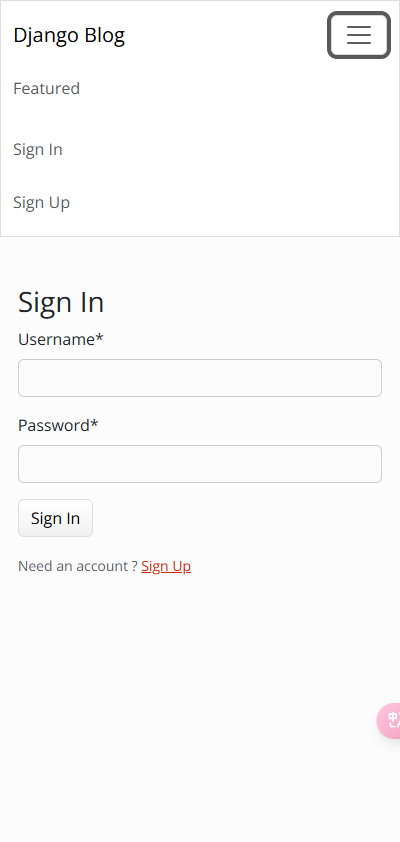 Django Blog
Featured
Sign In
Sign Up
Sign In
Username*
Password*
Sign In
Need an account ? Sign Up